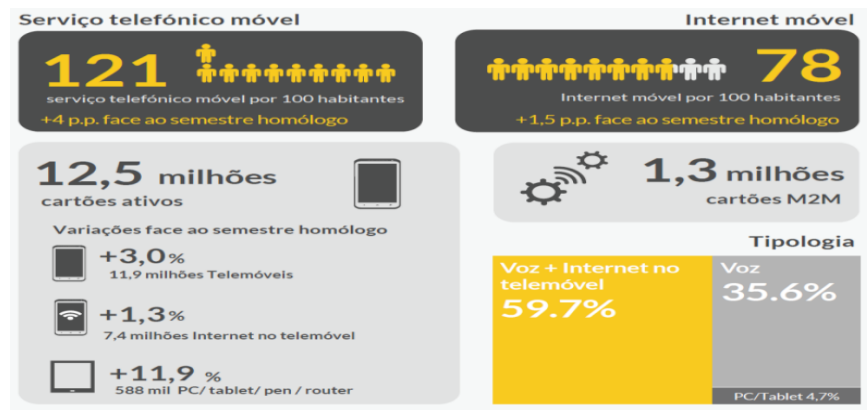 Serviço telefónico móvel
121
serviço telefónico móvel por 100 habitantes
+4 p.p. face ao semestre homólogo
Internet móvel
78
Internet móvel por 100 habitantes
+1,5 p.p. face ao semestre homólogo
12,5 milhões
cartões ativos
Variações face ao semestre homólogo
+3,0%
11,9 milhões Telemóveis
+1,3%
7,4 milhões Internet no telemóvel
+11,9 %
588 mil PC/ tablet/ pen / router
1,3 milhões
cartões M2M
Tipologia
Voz + Internet no
telemóvel
59.7%
Voz
35.6%
PC/Tablet 4,7%